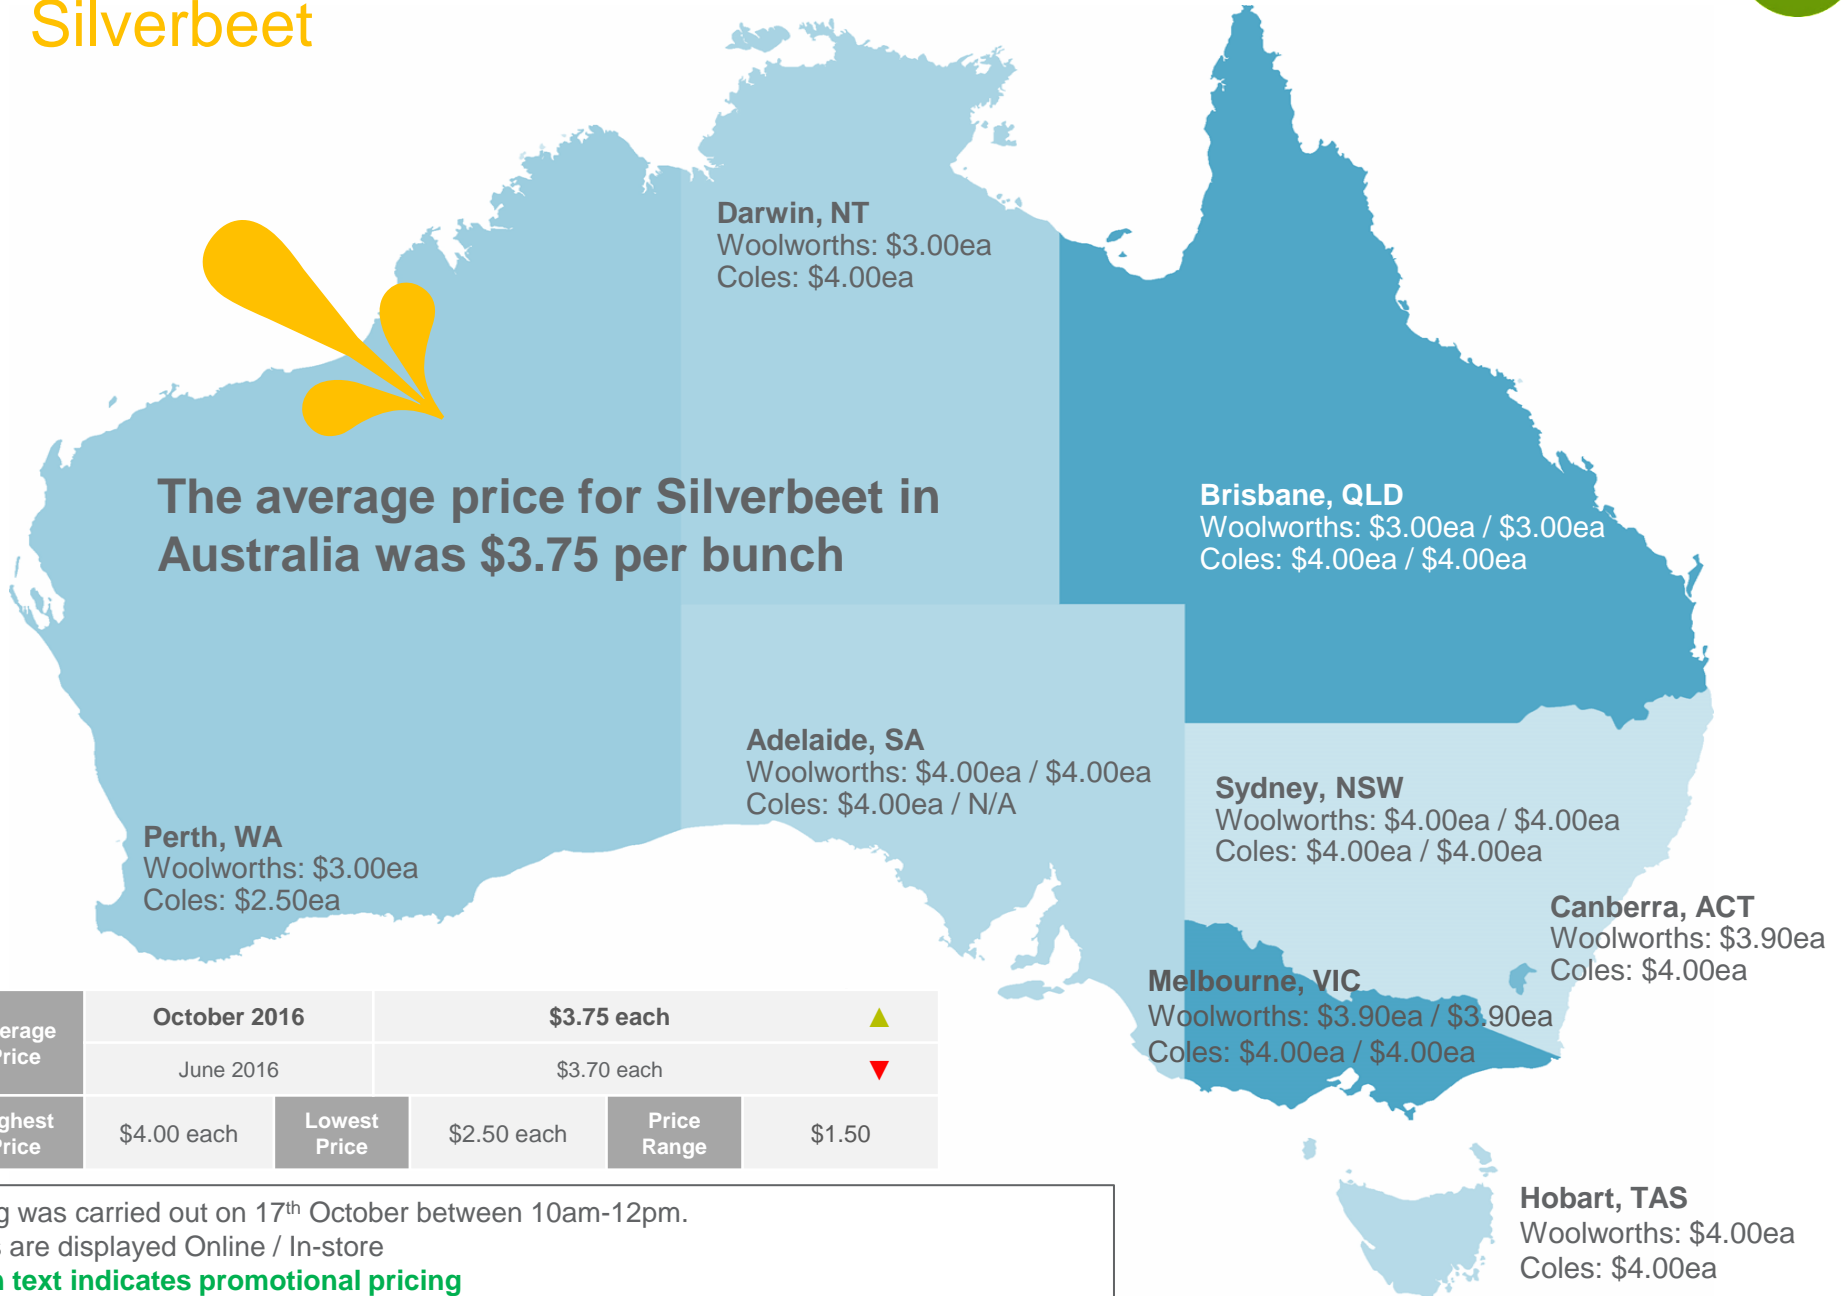 Silverbeet
Darwin, NT
Woolworths: $3.00ea
Coles: $4.00ea
The average price for Silverbeet in
Australia was $3.75 per bunch
Brisbane, QLD
Woolworths: $3.00ea / $3.00ea
Coles: $4.00ea / $4.00ea
Adelaide, SA
Woolworths: $4.00ea / $4.00ea
Coles: $4.00ea / N/A
Sydney, NSW
Woolworths: $4.00ea / $4.00ea
Coles: $4.00ea / $4.00ea
Perth, WA
Woolworths: $3.00ea
Coles: $2.50ea
Canberra, ACT
Woolworths: $3.90ea
Coles: $4.00ea
Melbourne, VIC
Woolworths: $3.90ea / $3.90ea
Coles: $4.00ea / $4.00ea
erage
rice
October 2016
$3.75 each ▲
June 2016
$3.70 each ▼
ghest
rice
$4.00 each
Lowest
Price
$2.50 each
Price
Range
$1.50
g was carried out on 17th October between 10am-12pm.
s are displayed Online / In-store
n text indicates promotional pricing
Hobart, TAS
Woolworths: $4.00ea
Coles: $4.00ea